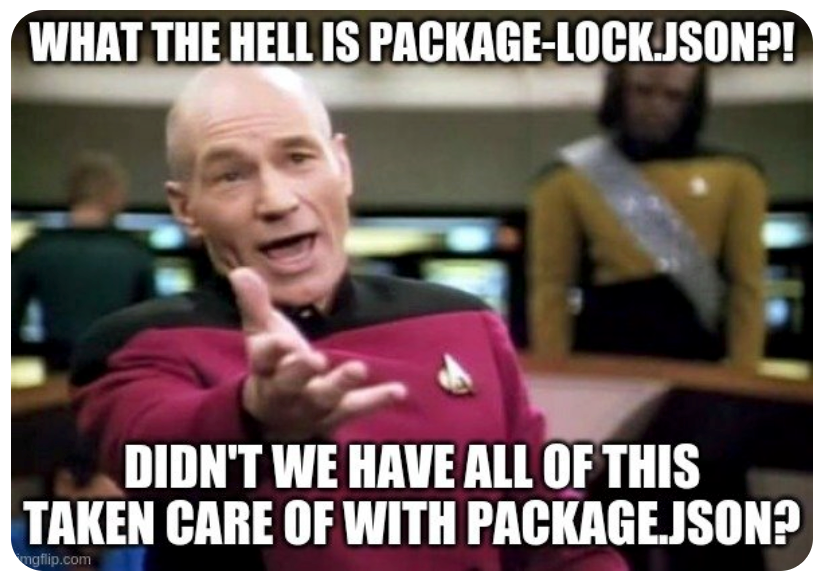 WHAT THE HELL IS PACKAGE-LOCK.JSON?!
DIDN'T WE HAVE ALL OF THIS
TAKEN CARE OF WITH PACKAGE.JSON?
imgflip.com